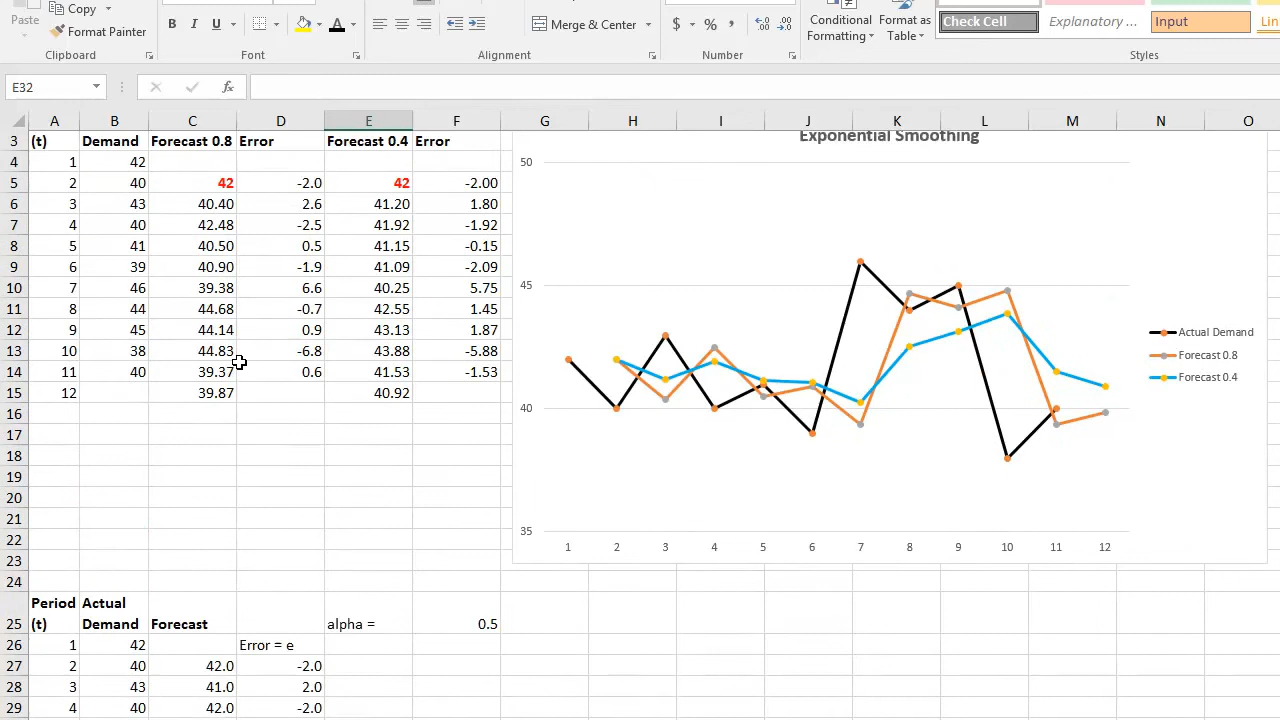 Copy
Paste
Format Painter
B I U A
Merge & Center
$ % ,
Conditional Formatting
Format as Table
Check Cell Explanatory ... Input
Clipboard Font Alignment Number Styles
E32 fx
A B C D E F G H I J K L M N O
3 (t) Demand Forecast 0.8 Error Forecast 0.4 Error
4 1 42
5 2 40 42 -2.0 42 -2.00
6 3 43 40.40 2.6 41.20 1.80
7 4 40 42.48 -2.5 41.92 -1.92
8 5 41 40.50 0.5 41.15 -0.15
9 6 39 40.90 -1.9 41.09 -2.09
10 7 46 39.38 6.6 40.25 5.75
11 8 44 44.68 -0.7 42.55 1.45
12 9 45 44.14 0.9 43.13 1.87
13 10 38 44.83 -6.8 43.88 -5.88
14 11 40 39.37 0.6 41.53 -1.53
15 12 39.87 40.92
16
17
18
19
20
21
22
23
24
Period Actual
25 (t) Demand Forecast alpha = 0.5
26 1 42 Error = e
27 2 40 42.0 -2.0
28 3 43 41.0 2.0
29 4 40 42.0 -2.0
Exponential Smoothing
50
45
40
35
1 2 3 4 5 6 7 8 9 10 11 12
Actual Demand
Forecast 0.8
Forecast 0.4